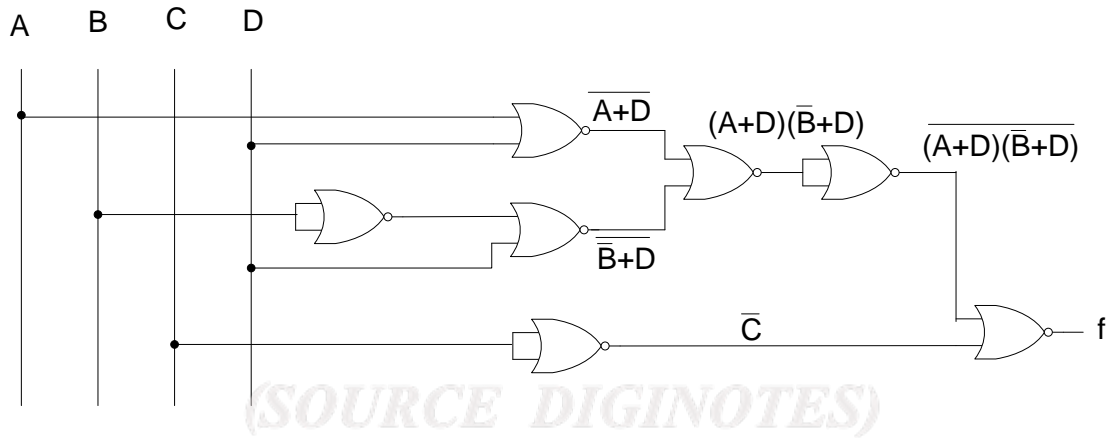 A B C D
A̅+̅D̅
(A+D)(B̅+D)
(̅A̅+̅D̅)̅(̅B̅̅+̅D̅)̅
B̅̅+̅D̅
C̅
f
(SOURCE DIGINOTES)